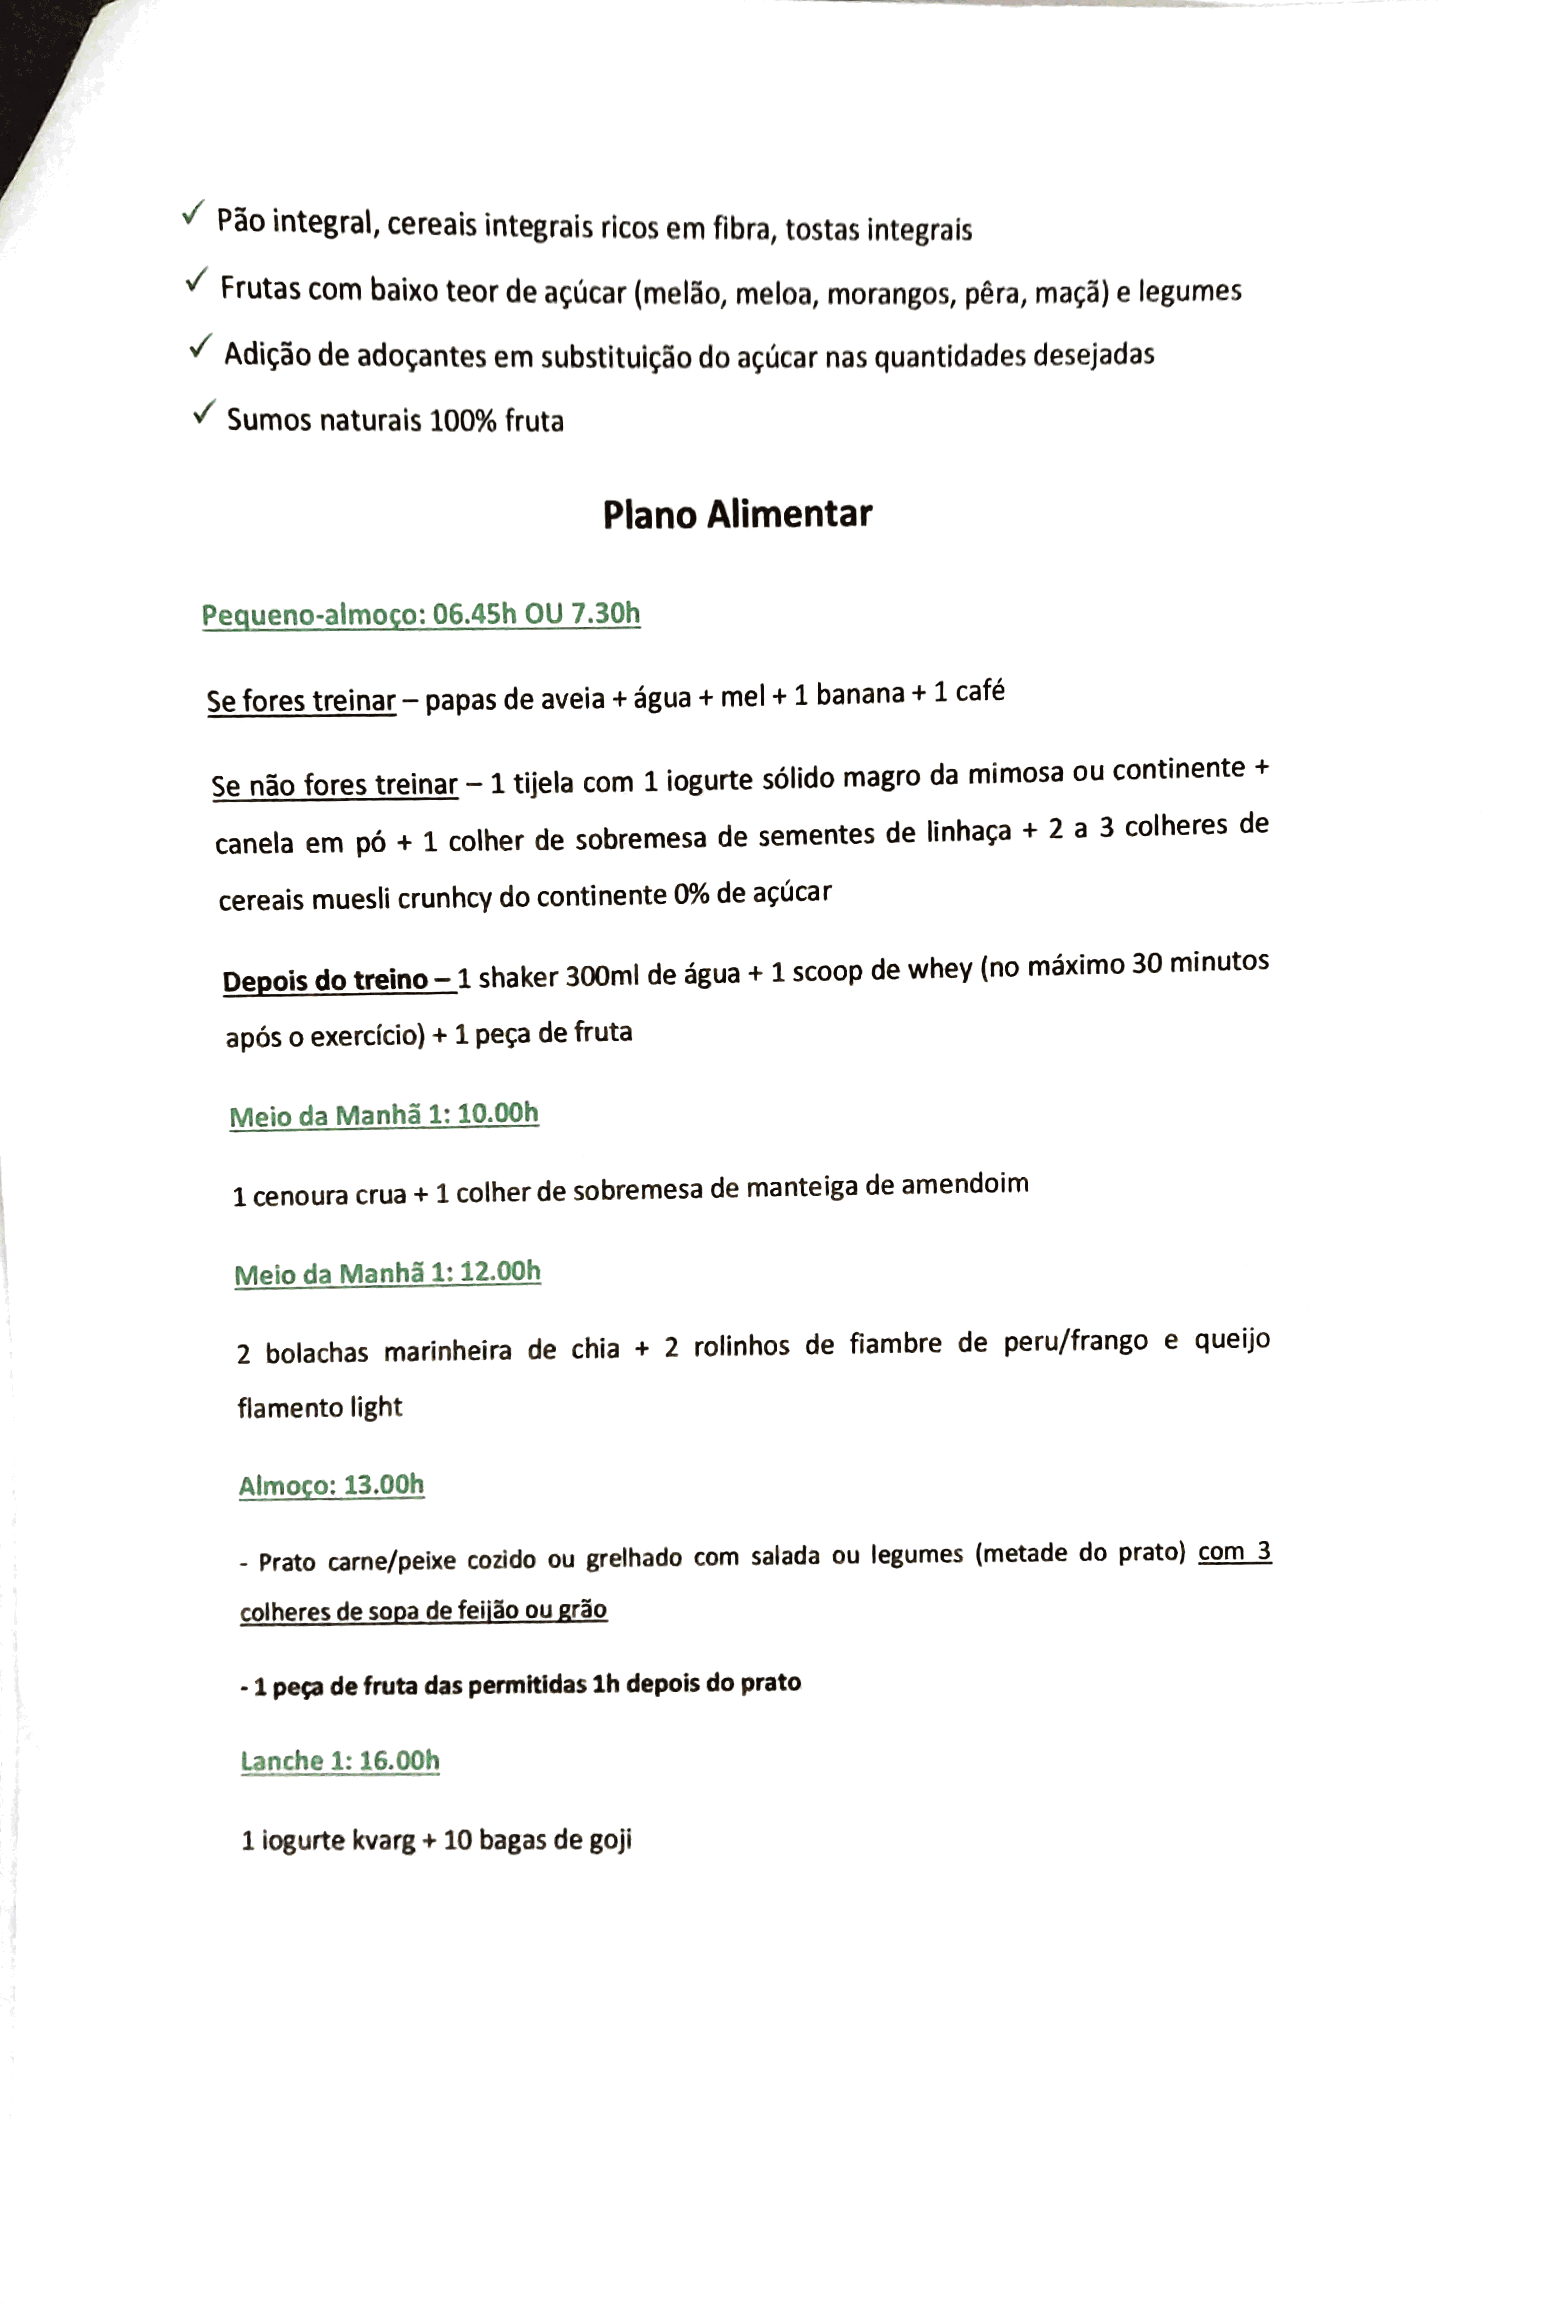 ✓ Pão integral, cereais integrais ricos em fibra, tostas integrais
✓ Frutas com baixo teor de açúcar (melão, meloa, morangos, pêra, maçã) e legumes
✓ Adição de adoçantes em substituição do açúcar nas quantidades desejadas
✓ Sumos naturais 100% fruta
Plano Alimentar
Pequeno-almoço: 06.45h OU 7.30h
Se fores treinar – papas de aveia + água + mel + 1 banana + 1 café
Se não fores treinar – 1 tijela com 1 iogurte sólido magro da mimosa ou continente +
canela em pó + 1 colher de sobremesa de sementes de linhaça + 2 a 3 colheres de
cereais muesli crunhcy do continente 0% de açúcar
Depois do treino – 1 shaker 300ml de água + 1 scoop de whey (no máximo 30 minutos
após o exercício) + 1 peça de fruta
Meio da Manhã 1: 10.00h
1 cenoura crua + 1 colher de sobremesa de manteiga de amendoim
Meio da Manhã 1: 12.00h
2 bolachas marinheira de chia + 2 rolinhos de fiambre de peru/frango e queijo
flamento light
Almoço: 13.00h
- Prato carne/peixe cozido ou grelhado com salada ou legumes (metade do prato) com 3
colheres de sopa de feijão ou grão
- 1 peça de fruta das permitidas 1h depois do prato
Lanche 1: 16.00h
1 iogurte kvarg + 10 bagas de goji